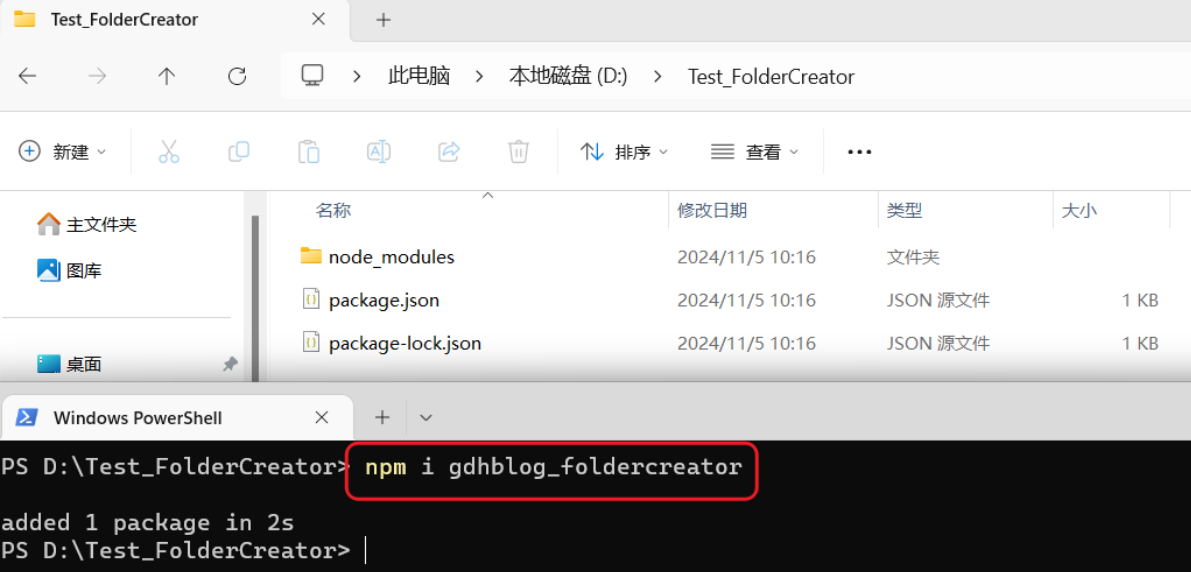 Test_FolderCreator
此电脑 本地磁盘 (D:) Test_FolderCreator
新建 排序 查看
主文件夹
图库
桌面
名称 修改日期 类型 大小
node_modules 2024/11/5 10:16 文件夹
package.json 2024/11/5 10:16 JSON 源文件 1 KB
package-lock.json 2024/11/5 10:16 JSON 源文件 1 KB
Windows PowerShell
PS D:\Test_FolderCreator> npm i gdhblog_foldercreator
added 1 package in 2s
PS D:\Test_FolderCreator>